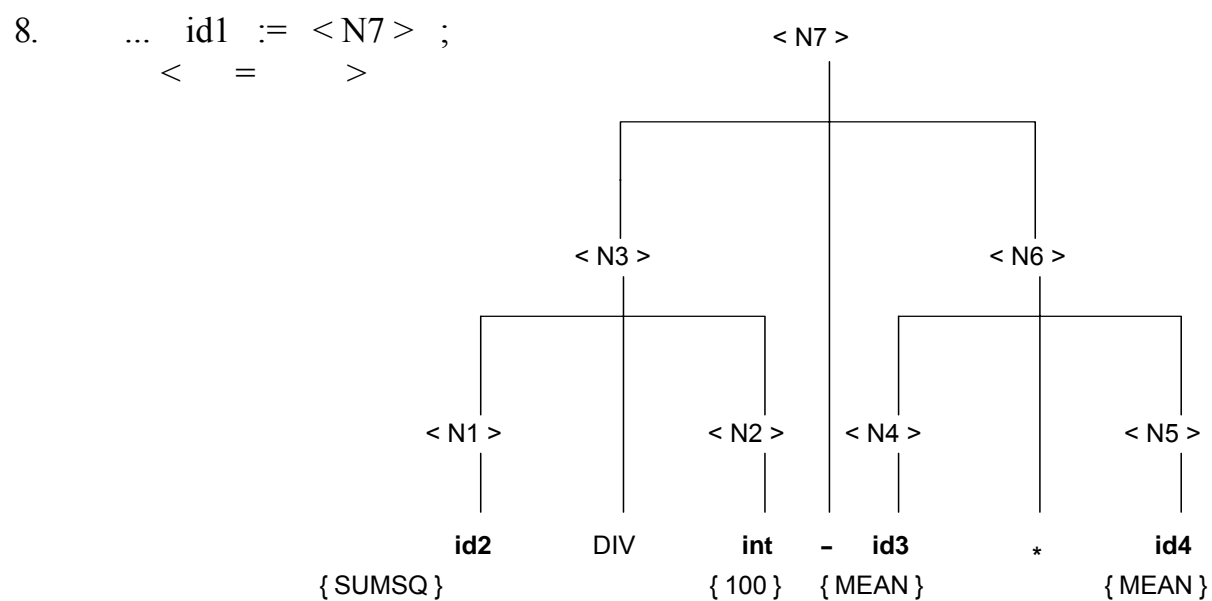 8. ... id1 := < N7 > ;
< = >
< N7 >
< N3 > < N6 >
< N1 > < N2 > < N4 > < N5 >
id2 DIV int - id3 * id4
{ SUMSQ } { 100 } { MEAN } { MEAN }